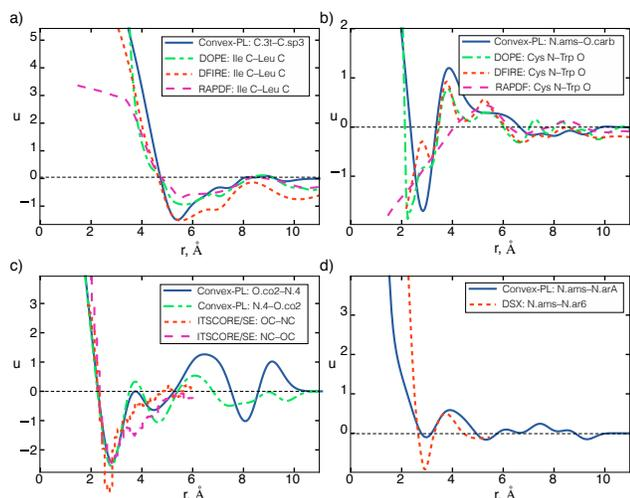 a)
5
4
3
2
1
0
−1
u
0 2 4 6 8 10
r, Å
Convex-PL: C.3t–C.sp3
DOPE: Ile C–Leu C
DFIRE: Ile C–Leu C
RAPDF: Ile C–Leu C
b)
2
1
0
−1
u
0 2 4 6 8 10
r, Å
Convex-PL: N.ams–O.carb
DOPE: Cys N–Trp O
DFIRE: Cys N–Trp O
RAPDF: Cys N–Trp O
c)
3
2
1
0
−1
−2
u
0 2 4 6 8 10
r, Å
Convex-PL: O.co2–N.4
Convex-PL: N.4–O.co2
ITSCORE/SE: OC–NC
ITSCORE/SE: NC–OC
d)
3
2
1
0
u
0 2 4 6 8 10
r, Å
Convex-PL: N.ams–N.arA
DSX: N.ams–N.ar6